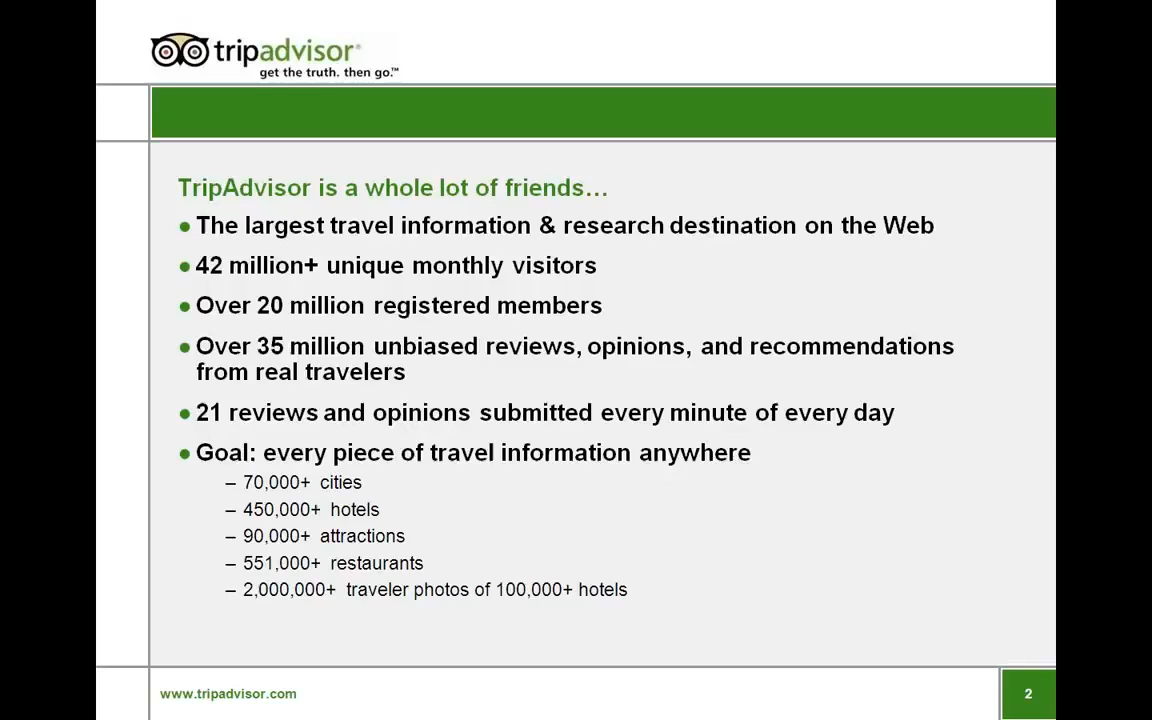 tripadvisor®
get the truth. then go.™
TripAdvisor is a whole lot of friends…
● The largest travel information & research destination on the Web
● 42 million+ unique monthly visitors
● Over 20 million registered members
● Over 35 million unbiased reviews, opinions, and recommendations
from real travelers
● 21 reviews and opinions submitted every minute of every day
● Goal: every piece of travel information anywhere
– 70,000+ cities
– 450,000+ hotels
– 90,000+ attractions
– 551,000+ restaurants
– 2,000,000+ traveler photos of 100,000+ hotels
www.tripadvisor.com
2